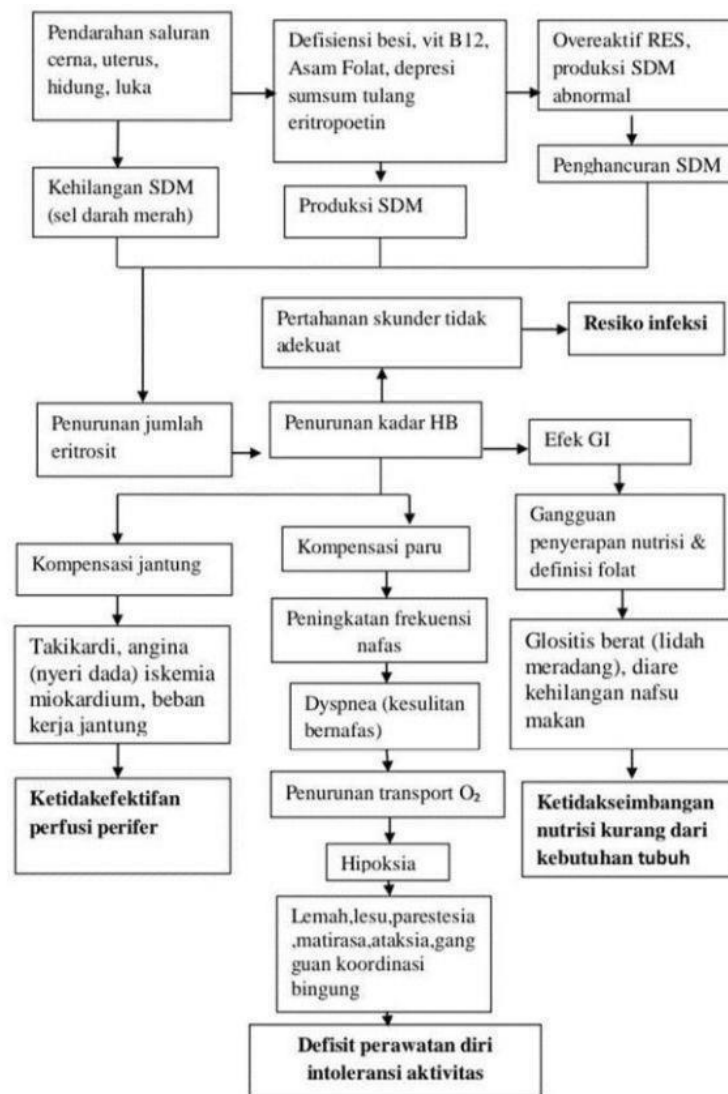 Pendarahan saluran
cerna, uterus,
hidung, luka
Defisiensi besi, vit B12,
Asam Folat, depresi
sumsum tulang
eritropoetin
Overeaktif RES,
produksi SDM
abnormal
Kehilangan SDM
(sel darah merah)
Produksi SDM
Penghancuran SDM
Pertahanan skunder tidak
adekuat
Resiko infeksi
Penurunan jumlah
eritrosit
Penurunan kadar HB
Efek GI
Kompensasi jantung
Kompensasi paru
Gangguan
penyerapan nutrisi &
definisi folat
Takikardi, angina
(nyeri dada) iskemia
miokardium, beban
kerja jantung
Peningkatan frekuensi
nafas
Glositis berat (lidah
meradang), diare
kehilangan nafsu
makan
Dyspnea (kesulitan
bernafas)
Ketidakefektifan
perfusi perifer
Penurunan transport O₂
Ketidakseimbangan
nutrisi kurang dari
kebutuhan tubuh
Hipoksia
Lemah,lesu,parestesia
,matirasa,ataksia,gang
guan koordinasi
bingung
Defisit perawatan diri
intoleransi aktivitas